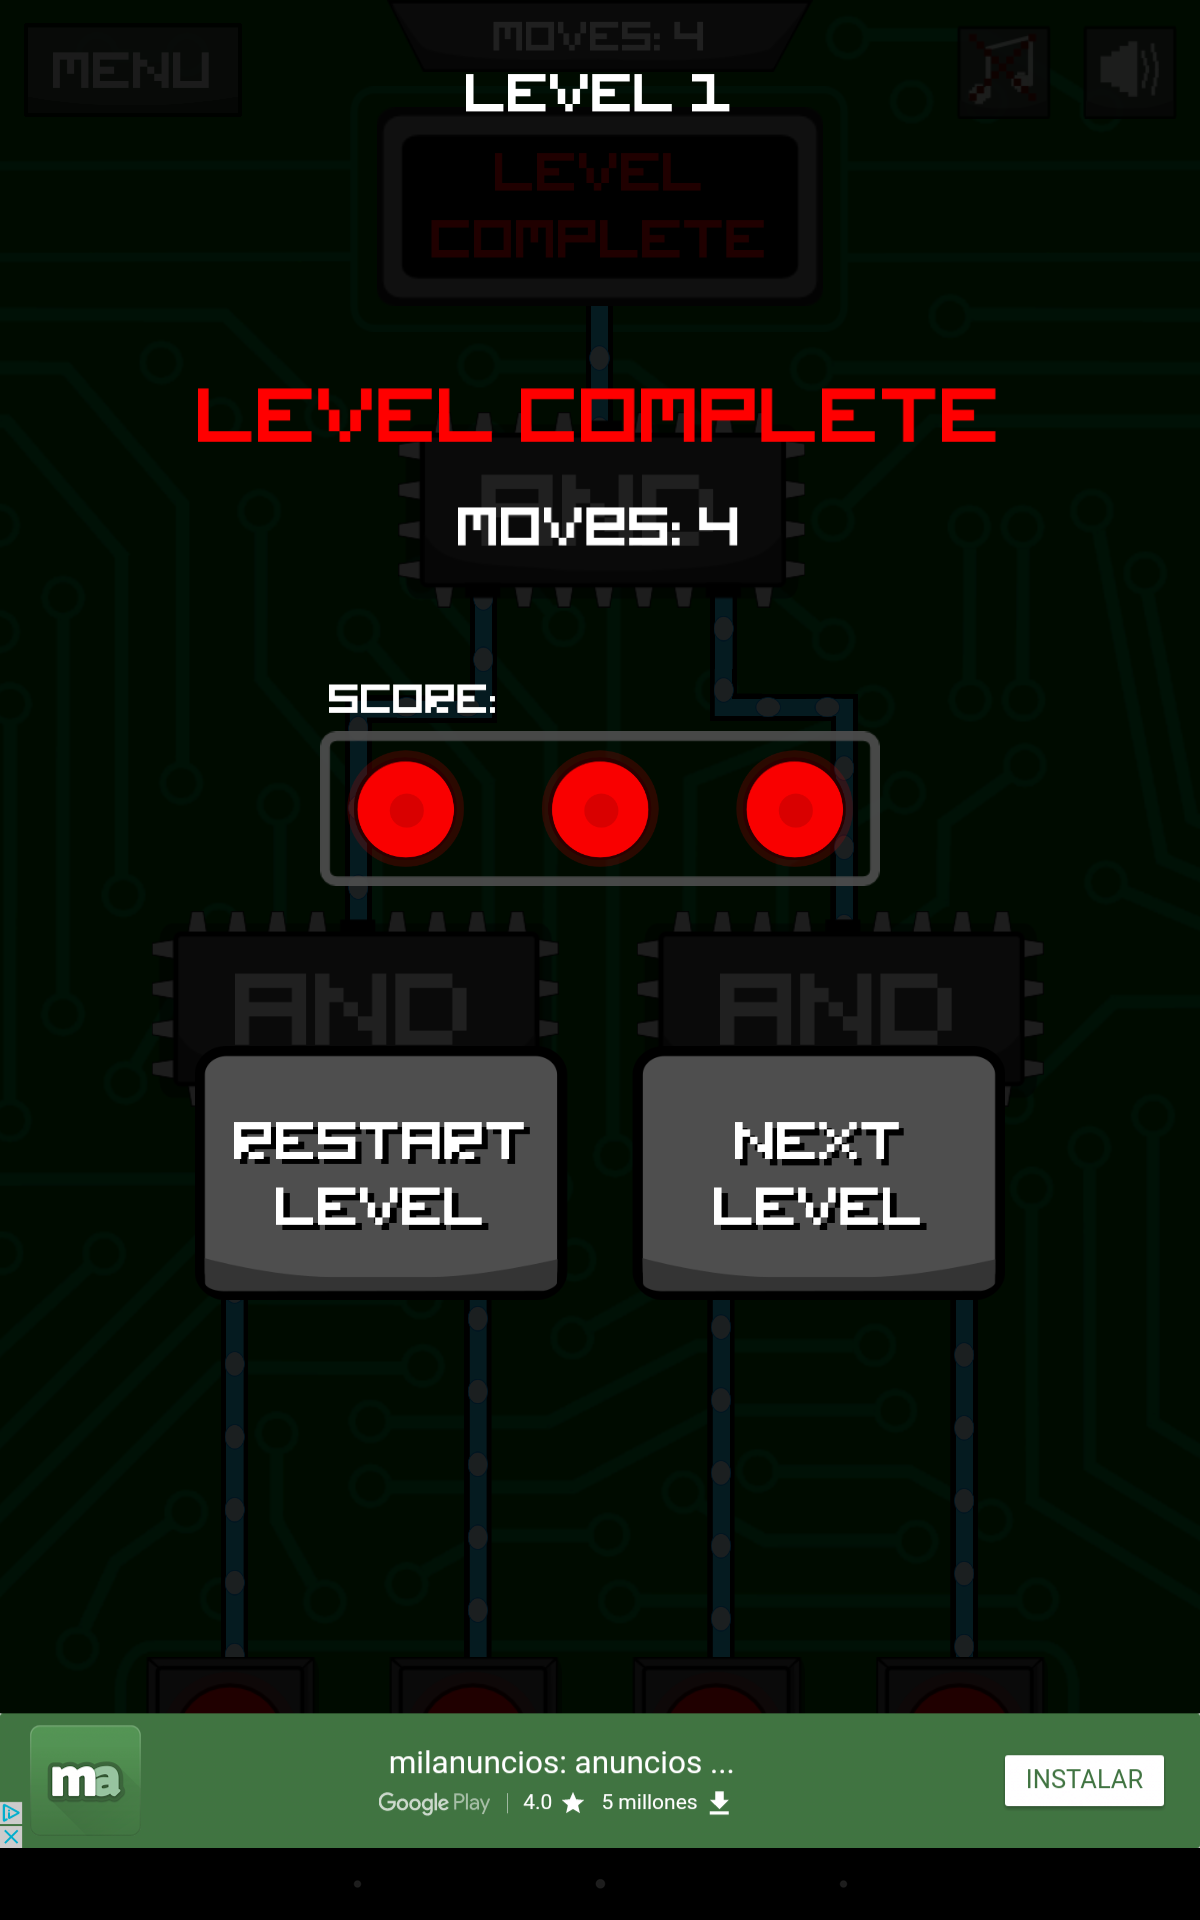 MOVES: 4
MENU
LEVEL 1
LEVEL
COMPLETE
LEVEL COMPLETE
AND
MOVES: 4
SCORE:
AND
AND
RESTART
LEVEL
NEXT
LEVEL
ma
milanuncios: anuncios ...
Google Play
4.0
5 millones
INSTALAR